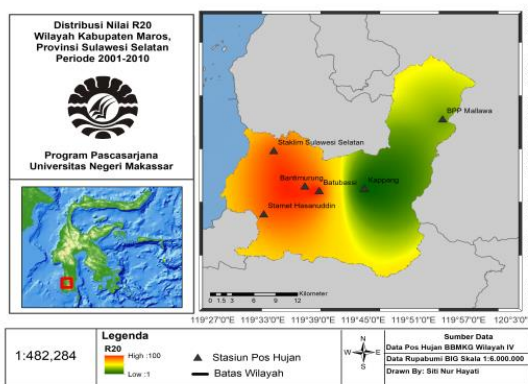 Distribusi Nilai R20
Wilayah Kabupaten Maros,
Provinsi Sulawesi Selatan
Periode 2001-2010
Program Pascasarjana
Universitas Negeri Makassar
BPP Mallawa
Staklim Sulawesi Selatan
Bantimurung
Batubassi
Kappang
Stamet Hasanuddin
Kilometer
0 1.5 3 6 9 12
119°27'0"E 119°33'0"E 119°39'0"E 119°45'0"E 119°51'0"E 119°57'0"E 120°3'0"E
1:482,284
Legenda
R20
High :100
Low :1
Stasiun Pos Hujan
Batas Wilayah
N
W E
S
Sumber Data
Data Pos Hujan BBMKG Wilayah IV
Data Rupabumi BIG Skala 1:6.000.000
Drawn By: Siti Nur Hayati